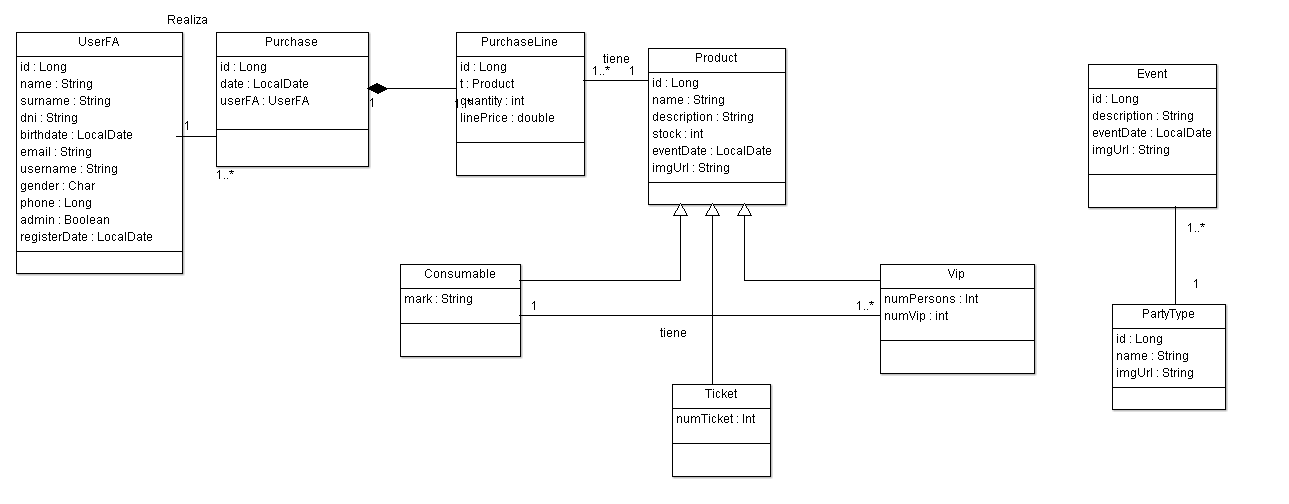 Realiza
UserFA
id : Long
name : String
surname : String
dni : String
birthdate : LocalDate
email : String
username : String
gender : Char
phone : Long
admin : Boolean
registerDate : LocalDate
1
1..*
Purchase
id : Long
date : LocalDate
userFA : UserFA
1
1..*
PurchaseLine
id : Long
t : Product
quantity : int
linePrice : double
tiene
1..*
1
Product
id : Long
name : String
description : String
stock : int
eventDate : LocalDate
imgUrl : String
Event
id : Long
description : String
eventDate : LocalDate
imgUrl : String
1..*
1
Consumable
mark : String
1
1..*
tiene
Vip
numPersons : Int
numVip : int
PartyType
id : Long
name : String
imgUrl : String
Ticket
numTicket : Int